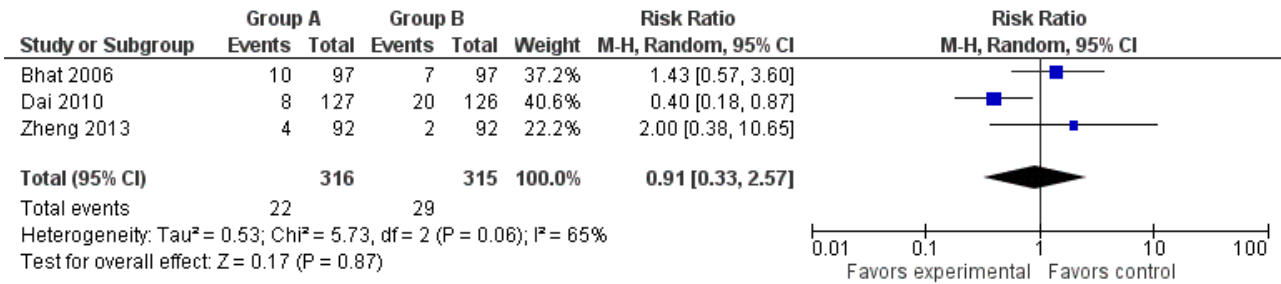 Group A Group B Risk Ratio Risk Ratio
Study or Subgroup Events Total Events Total Weight M-H, Random, 95% CI M-H, Random, 95% CI
Bhat 2006 10 97 7 97 37.2% 1.43 [0.57, 3.60]
Dai 2010 8 127 20 126 40.6% 0.40 [0.18, 0.87]
Zheng 2013 4 92 2 92 22.2% 2.00 [0.38, 10.65]
Total (95% CI) 316 315 100.0% 0.91 [0.33, 2.57]
Total events 22 29
Heterogeneity: Tau² = 0.53; Chi² = 5.73, df = 2 (P = 0.06); I² = 65%
Test for overall effect: Z = 0.17 (P = 0.87)
0.01 0.1 1 10 100
Favors experimental Favors control